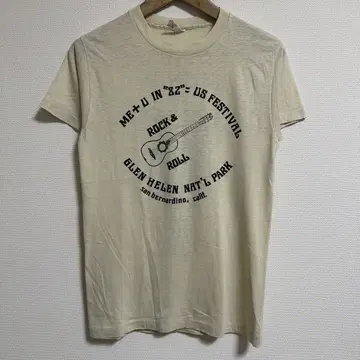 ME + U IN "82" = US FESTIVAL
ROCK &
ROLL
GLEN HELEN NAT'L PARK
san bernardino, calif.